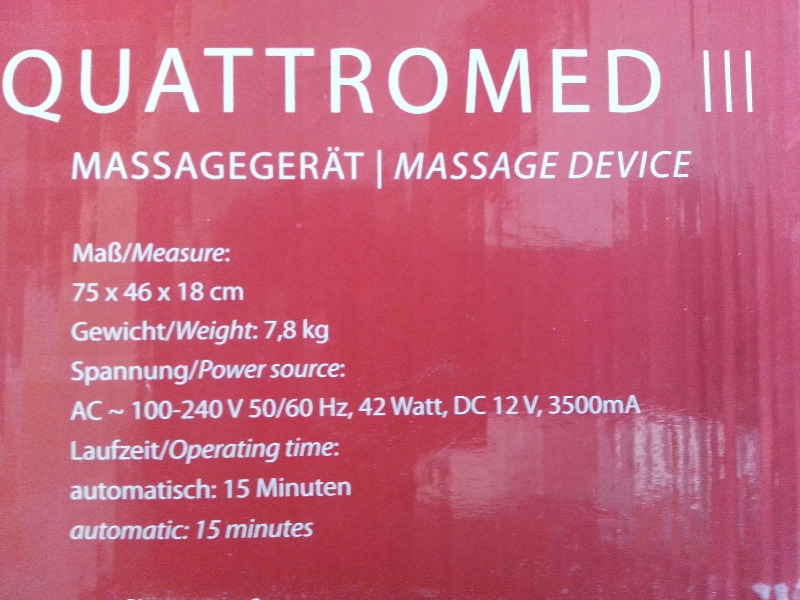 QUATTROMED III
MASSAGEGERÄT | MASSAGE DEVICE
Maß/Measure:
75 x 46 x 18 cm
Gewicht/Weight: 7,8 kg
Spannung/Power source:
AC ~ 100-240 V 50/60 Hz, 42 Watt, DC 12 V, 3500mA
Laufzeit/Operating time:
automatisch: 15 Minuten
automatic: 15 minutes